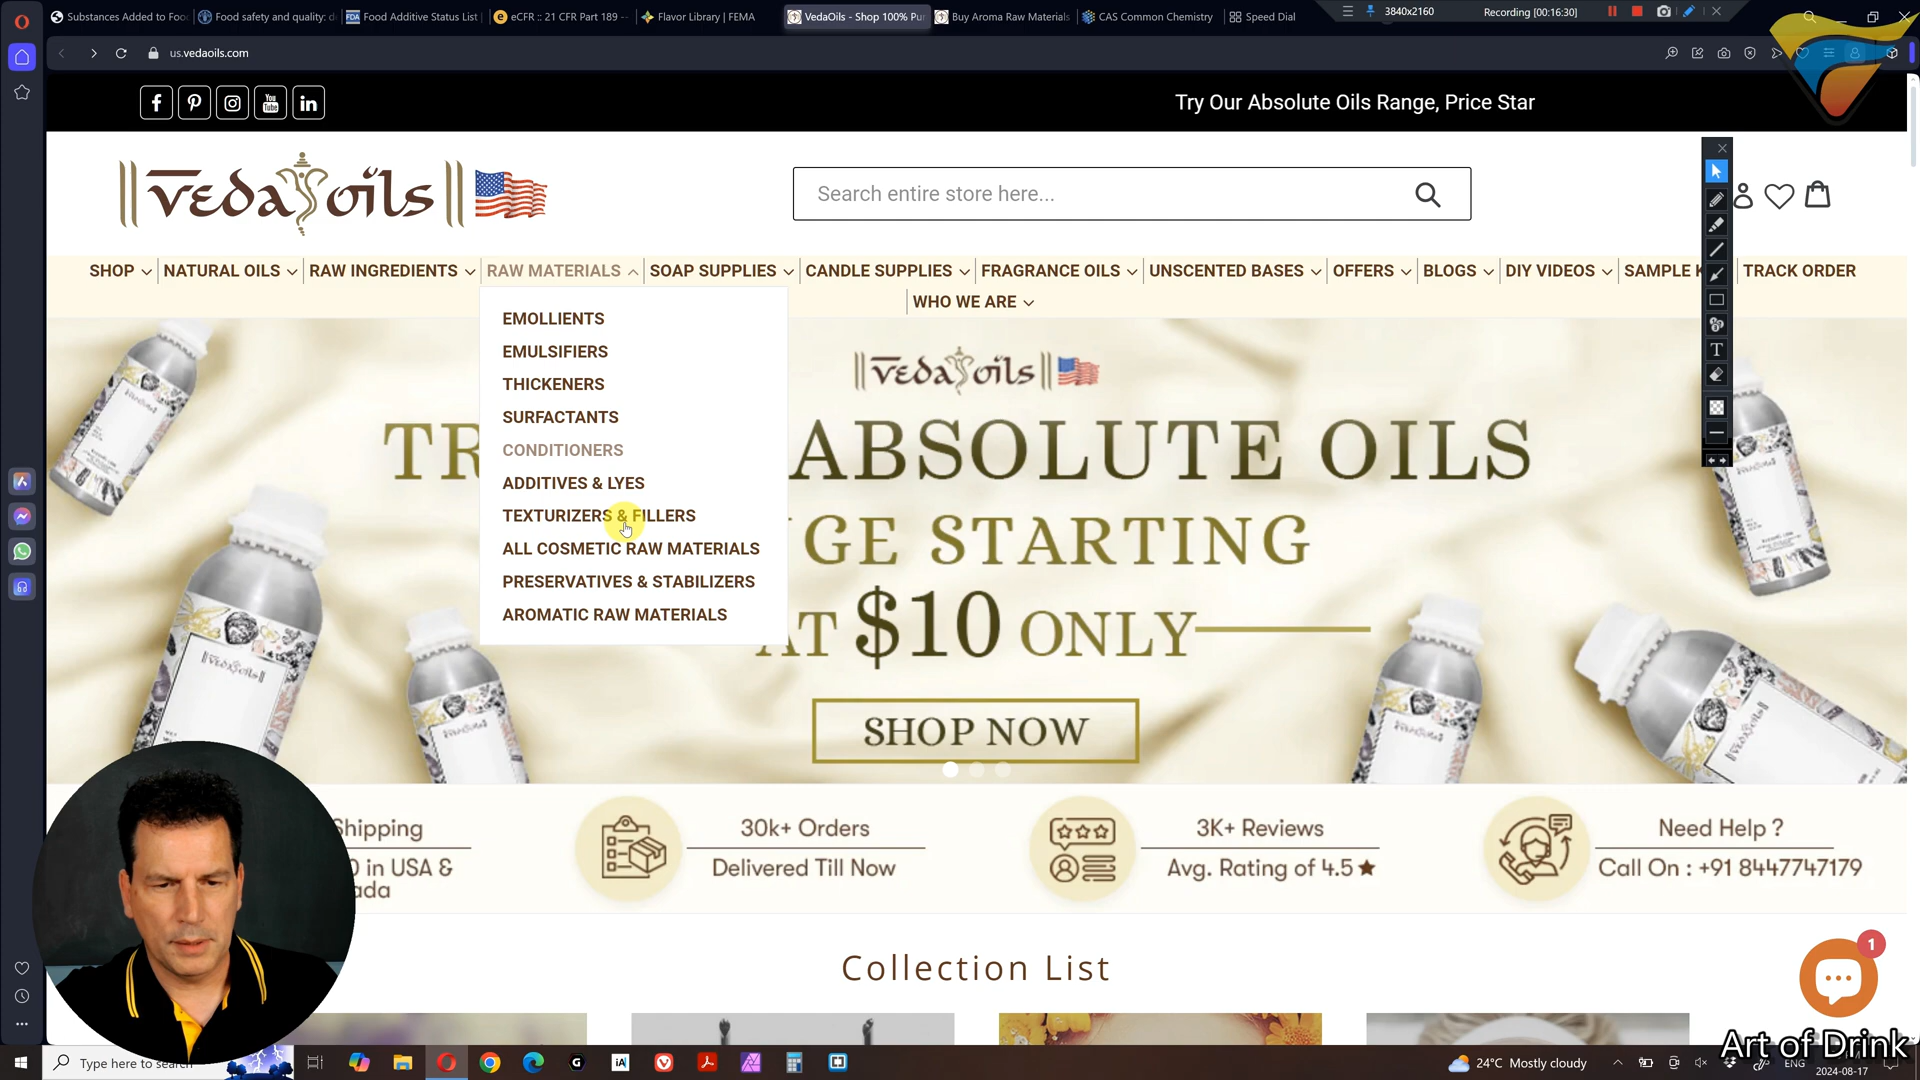 Substances Added to Foo
Food safety and quality: d
FDA Food Additive Status List
eCFR :: 21 CFR Part 189 --
Flavor Library | FEMA
VedaOils - Shop 100% Pu
Buy Aroma Raw Materials
CAS Common Chemistry
Speed Dial
3840x2160
Recording [00:16:30]
us.vedaoils.com
Try Our Absolute Oils Range, Price Star
vedaoils
Search entire store here...
SHOP
NATURAL OILS
RAW INGREDIENTS
RAW MATERIALS
SOAP SUPPLIES
CANDLE SUPPLIES
FRAGRANCE OILS
UNSCENTED BASES
OFFERS
BLOGS
DIY VIDEOS
SAMPLE K
TRACK ORDER
WHO WE ARE
EMOLLIENTS
EMULSIFIERS
THICKENERS
SURFACTANTS
CONDITIONERS
ADDITIVES & LYES
TEXTURIZERS & FILLERS
ALL COSMETIC RAW MATERIALS
PRESERVATIVES & STABILIZERS
AROMATIC RAW MATERIALS
vedaoils
TR ABSOLUTE OILS
GE STARTING
AT $10 ONLY
SHOP NOW
Shipping
0 in USA &
ada
30k+ Orders
Delivered Till Now
3K+ Reviews
Avg. Rating of 4.5★
Need Help ?
Call On : +91 8447747179
Collection List
1
Art of Drink
Type here to search
24°C Mostly cloudy
ENG
2024-08-17